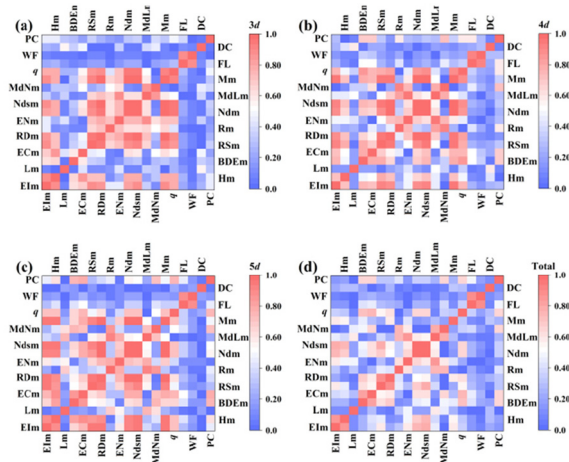 Hm BDEm RSm Rm Ndm MdLm Mm FL DC
(a)
3d
PC
DC
WF
FL
q
Mm
MdNm
MdLm
Ndsm
Ndm
ENm
Rm
RDm
RSm
ECm
BDEm
Lm
Hm
EIm
1.0
0.80
0.60
0.40
0.20
0
EIm Lm ECm RDm ENm Ndsm MdNm q WF PC
Hm BDEm RSm Rm Ndm MdLm Mm FL DC
(b)
4d
PC
DC
WF
FL
q
Mm
MdNm
MdLm
Ndsm
Ndm
ENm
Rm
RDm
RSm
ECm
BDEm
Lm
Hm
EIm
1.0
0.80
0.60
0.40
0.20
0
EIm Lm ECm RDm ENm Ndsm MdNm q WF PC
Hm BDEm RSm Rm Ndm MdLm Mm FL DC
(c)
5d
PC
DC
WF
FL
q
Mm
MdNm
MdLm
Ndsm
Ndm
ENm
Rm
RDm
RSm
ECm
BDEm
Lm
Hm
EIm
1.0
0.80
0.60
0.40
0.20
0
EIm Lm ECm RDm ENm Ndsm MdNm q WF PC
Hm BDEm RSm Rm Ndm MdLm Mm FL DC
(d)
Total
PC
DC
WF
FL
q
Mm
MdNm
MdLm
Ndsm
Ndm
ENm
Rm
RDm
RSm
ECm
BDEm
Lm
Hm
EIm
1.0
0.80
0.60
0.40
0.20
0
EIm Lm ECm RDm ENm Ndsm MdNm q WF PC